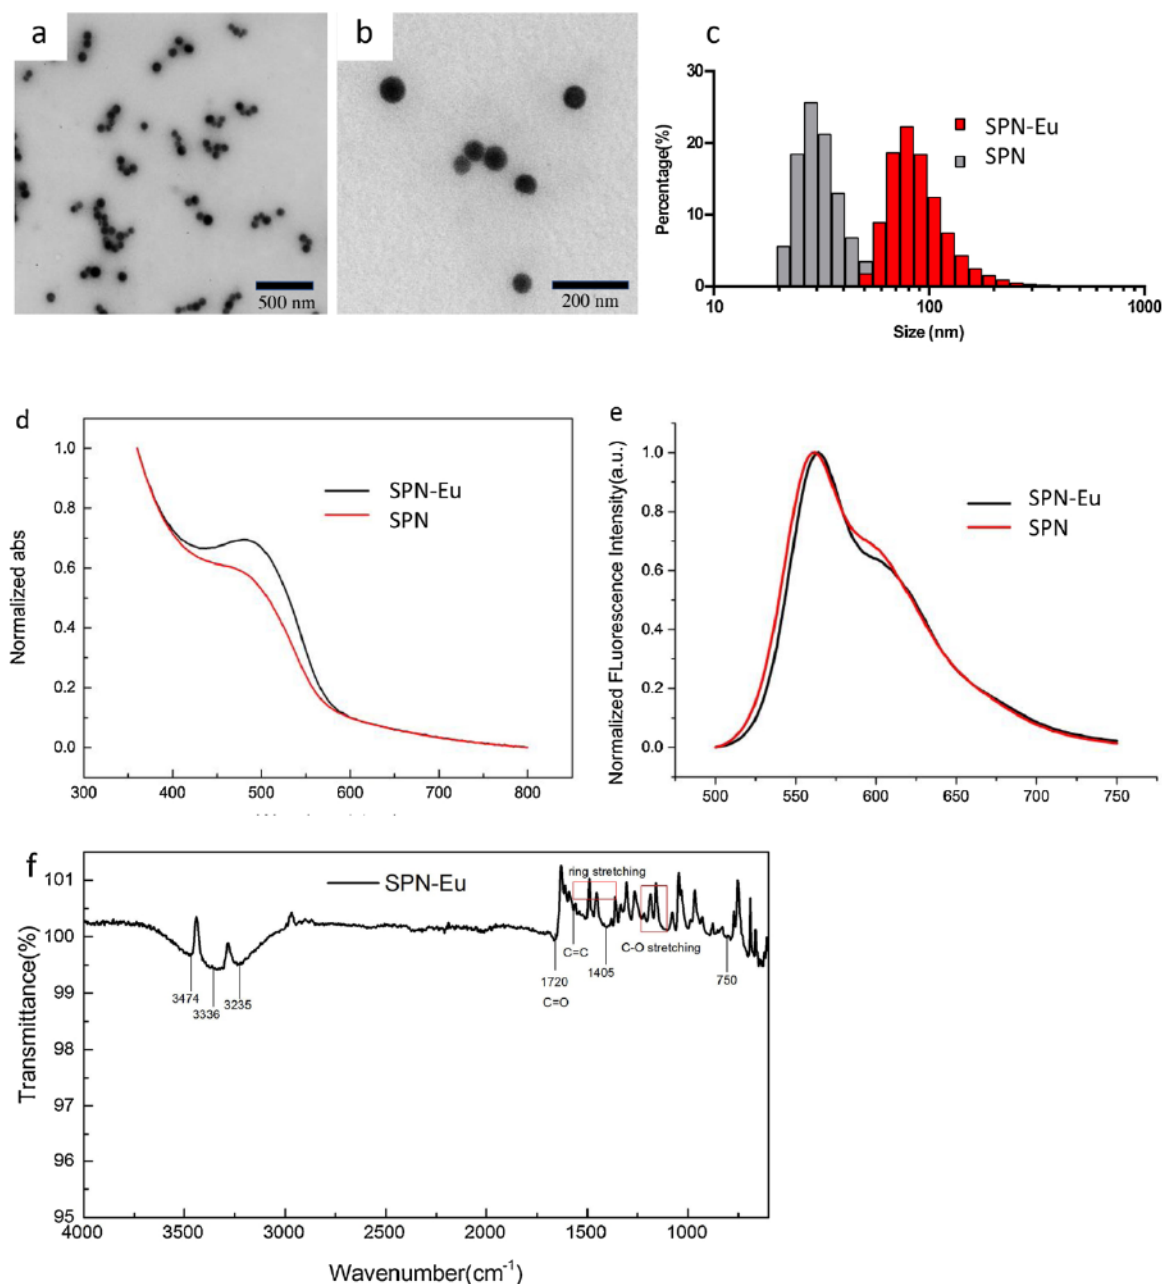 a
500 nm
b
200 nm
c
30
20
10
0
Percentage(%)
SPN-Eu
SPN
10
100
1000
Size (nm)
d
1.0
0.8
0.6
0.4
0.2
0.0
Normalized abs
SPN-Eu
SPN
300
400
500
600
700
800
e
1.0
0.8
0.6
0.4
0.2
0.0
Normalized FLuorescence Intensity(a.u.)
SPN-Eu
SPN
500
550
600
650
700
750
f
101
100
99
98
97
96
95
Transmittance(%)
SPN-Eu
ring stretching
C=C
C-O stretching
3474
3336
3235
1720
C=O
1405
750
4000
3500
3000
2500
2000
1500
1000
Wavenumber(cm⁻¹)